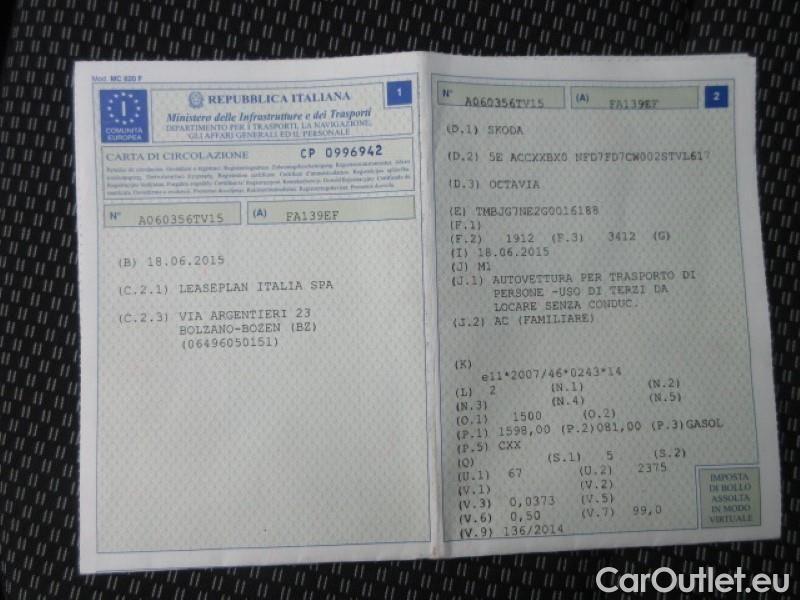 Mod. MC 820 F
1
I
COMUNITÀ
EUROPEA
REPUBBLICA ITALIANA
Ministero delle Infrastrutture e dei Trasporti
DIPARTIMENTO PER I TRASPORTI, LA NAVIGAZIONE,
GLI AFFARI GENERALI ED IL PERSONALE
CARTA DI CIRCOLAZIONE CP 0996942
N° A060356TV15 (A) FA139EF
(B) 18.06.2015
(C.2.1) LEASEPLAN ITALIA SPA
(C.2.3) VIA ARGENTIERI 23
BOLZANO-BOZEN (BZ)
(06496050151)
N° A060356TV15 (A) FA139EF 2
(D.1) SKODA
(D.2) 5E ACCXXBX0 NFD7FD7CW002STVL617
(D.3) OCTAVIA
(E) TMBJG7NE2G0016188
(F.1)
(F.2) 1912 (F.3) 3412 (G)
(I) 18.06.2015
(J) M1
(J.1) AUTOVETTURA PER TRASPORTO DI
PERSONE -USO DI TERZI DA
LOCARE SENZA CONDUC.
(J.2) AC (FAMILIARE)
(K)
e11*2007/46*0243*14
(L) 2 (N.1) (N.2)
(N.3) (N.4) (N.5)
(O.1) 1500 (O.2)
(P.1) 1598,00 (P.2)081,00 (P.3)GASOL
(P.5) CXX
(Q) (S.1) 5 (S.2)
(U.1) 67 (U.2) 2375
(V.1) (V.2)
(V.3) 0,0373 (V.5)
(V.6) 0,50 (V.7) 99,0
(V.9) 136/2014
IMPOSTA
DI BOLLO
ASSOLTA
IN MODO
VIRTUALE
CarOutlet.eu